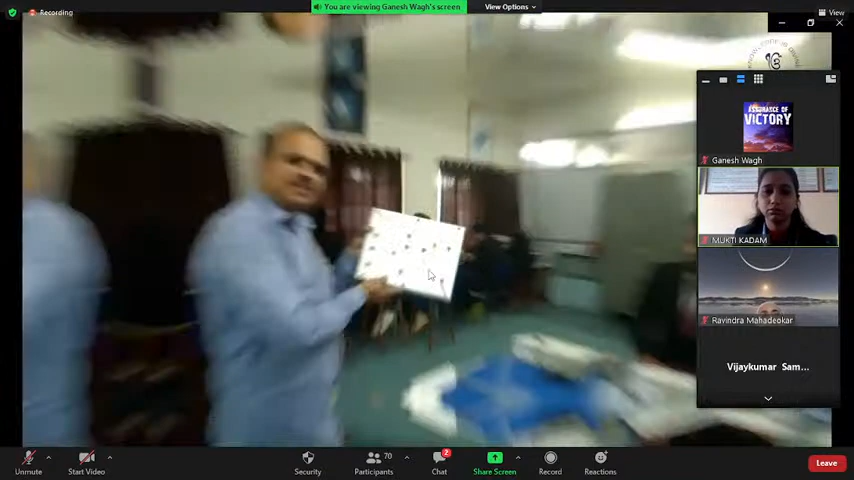 Recording
You are viewing Ganesh Wagh's screen
View Options
View
ASSURANCE OF
VICTORY
Ganesh Wagh
MUKTI KADAM
Ravindra Mahadeokar
Vijaykumar Sam...
Unmute
Start Video
Security
70
Participants
2
Chat
Share Screen
Record
Reactions
Leave